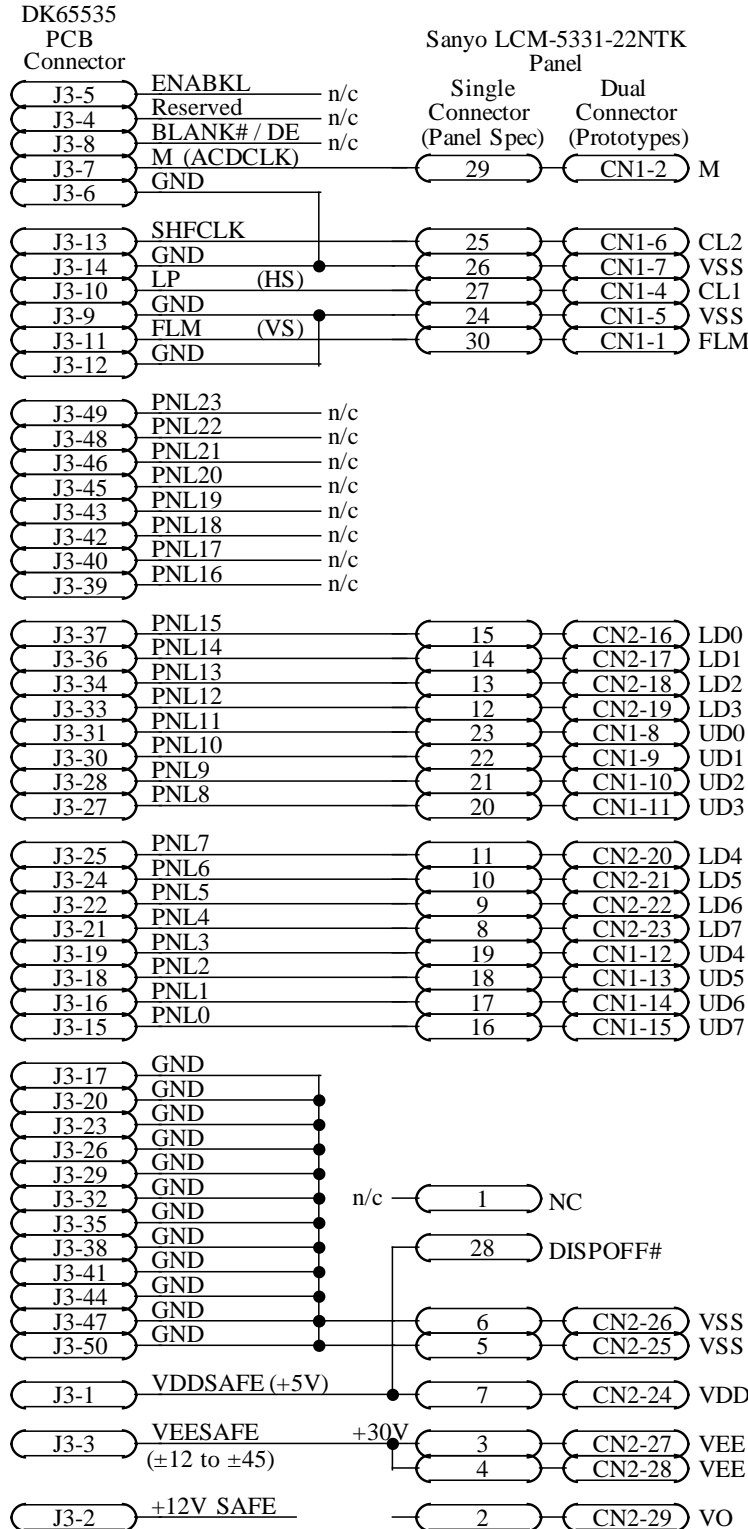 DK65535
PCB
Connector
Sanyo LCM-5331-22NTK
Panel
Single
Connector
(Panel Spec)
Dual
Connector
(Prototypes)
J3-5 ENABKL n/c
J3-4 Reserved n/c
J3-8 BLANK# / DE n/c
J3-7 M (ACDCLK) 29 CN1-2 M
J3-6 GND
J3-13 SHFCLK 25 CN1-6 CL2
J3-14 GND 26 CN1-7 VSS
J3-10 LP (HS) 27 CN1-4 CL1
J3-9 GND 24 CN1-5 VSS
J3-11 FLM (VS) 30 CN1-1 FLM
J3-12 GND
J3-49 PNL23 n/c
J3-48 PNL22 n/c
J3-46 PNL21 n/c
J3-45 PNL20 n/c
J3-43 PNL19 n/c
J3-42 PNL18 n/c
J3-40 PNL17 n/c
J3-39 PNL16 n/c
J3-37 PNL15 15 CN2-16 LD0
J3-36 PNL14 14 CN2-17 LD1
J3-34 PNL13 13 CN2-18 LD2
J3-33 PNL12 12 CN2-19 LD3
J3-31 PNL11 23 CN1-8 UD0
J3-30 PNL10 22 CN1-9 UD1
J3-28 PNL9 21 CN1-10 UD2
J3-27 PNL8 20 CN1-11 UD3
J3-25 PNL7 11 CN2-20 LD4
J3-24 PNL6 10 CN2-21 LD5
J3-22 PNL5 9 CN2-22 LD6
J3-21 PNL4 8 CN2-23 LD7
J3-19 PNL3 19 CN1-12 UD4
J3-18 PNL2 18 CN1-13 UD5
J3-16 PNL1 17 CN1-14 UD6
J3-15 PNL0 16 CN1-15 UD7
J3-17 GND
J3-20 GND
J3-23 GND
J3-26 GND
J3-29 GND
J3-32 GND n/c 1 NC
J3-35 GND
J3-38 GND 28 DISPOFF#
J3-41 GND
J3-44 GND
J3-47 GND 6 CN2-26 VSS
J3-50 GND 5 CN2-25 VSS
J3-1 VDDSAFE (+5V) 7 CN2-24 VDD
J3-3 VEESAFE +30V 3 CN2-27 VEE
(±12 to ±45) 4 CN2-28 VEE
J3-2 +12V SAFE 2 CN2-29 VO